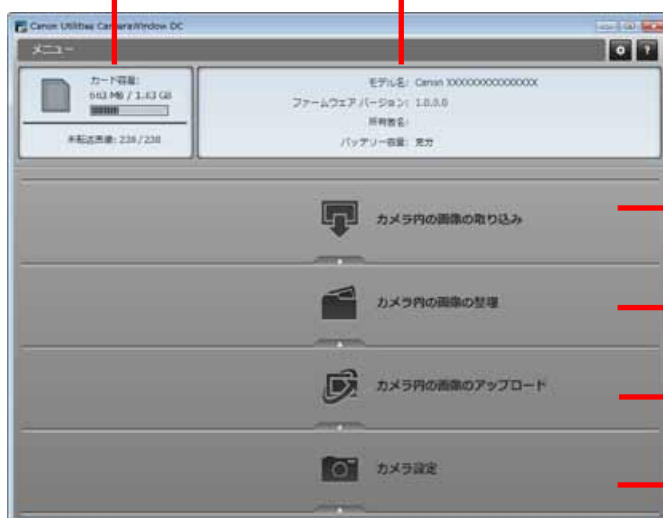 Canon Utilities CameraWindow DC
メニュー
?
カード容量:
663 MB / 1.43 GB
未転送画像: 238/238
モデル名: Canon XXXXXXXXXXXXXXX
ファームウェア バージョン: 1.0.0.0
所有者名:
バッテリー容量: 充分
カメラ内の画像の取り込み
カメラ内の画像の整理
カメラ内の画像のアップロード
カメラ設定